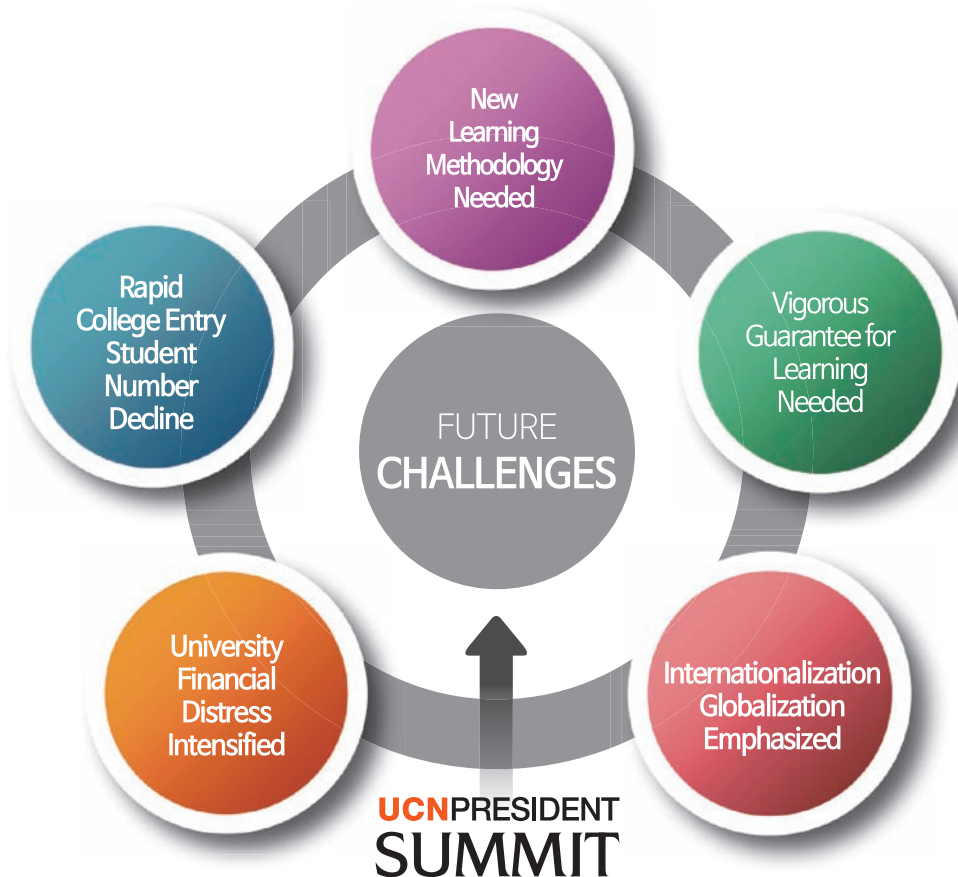 New
Learning
Methodology
Needed
Rapid
College Entry
Student
Number
Decline
Vigorous
Guarantee for
Learning
Needed
FUTURE
CHALLENGES
University
Financial
Distress
Intensified
Internationalization
Globalization
Emphasized
UCNPRESIDENT
SUMMIT